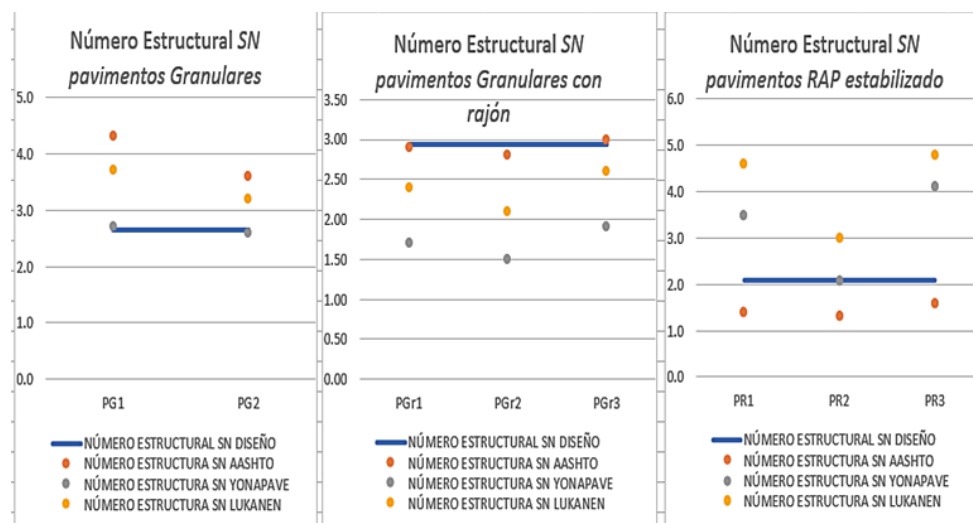 Número Estructural SN
pavimentos Granulares
5.0
4.0
3.0
2.0
1.0
0.0
PG1 PG2
NÚMERO ESTRUCTURAL SN DISEÑO
NÚMERO ESTRUCTURA SN AASHTO
NÚMERO ESTRUCTURA SN YONAPAVE
NÚMERO ESTRUCTURA SN LUKANEN
Número Estructural SN
pavimentos Granulares con
rajón
3.50
3.00
2.50
2.00
1.50
1.00
0.50
0.00
PGr1 PGr2 PGr3
NÚMERO ESTRUCTURAL SN DISEÑO
NÚMERO ESTRUCTURA SN AASHTO
NÚMERO ESTRUCTURA SN YONAPAVE
NÚMERO ESTRUCTURA SN LUKANEN
Número Estructural SN
pavimentos RAP estabilizado
6.0
5.0
4.0
3.0
2.0
1.0
0.0
PR1 PR2 PR3
NÚMERO ESTRUCTURAL SN DISEÑO
NÚMERO ESTRUCTURA SN AASHTO
NÚMERO ESTRUCTURA SN YONAPAVE
NÚMERO ESTRUCTURA SN LUKANEN